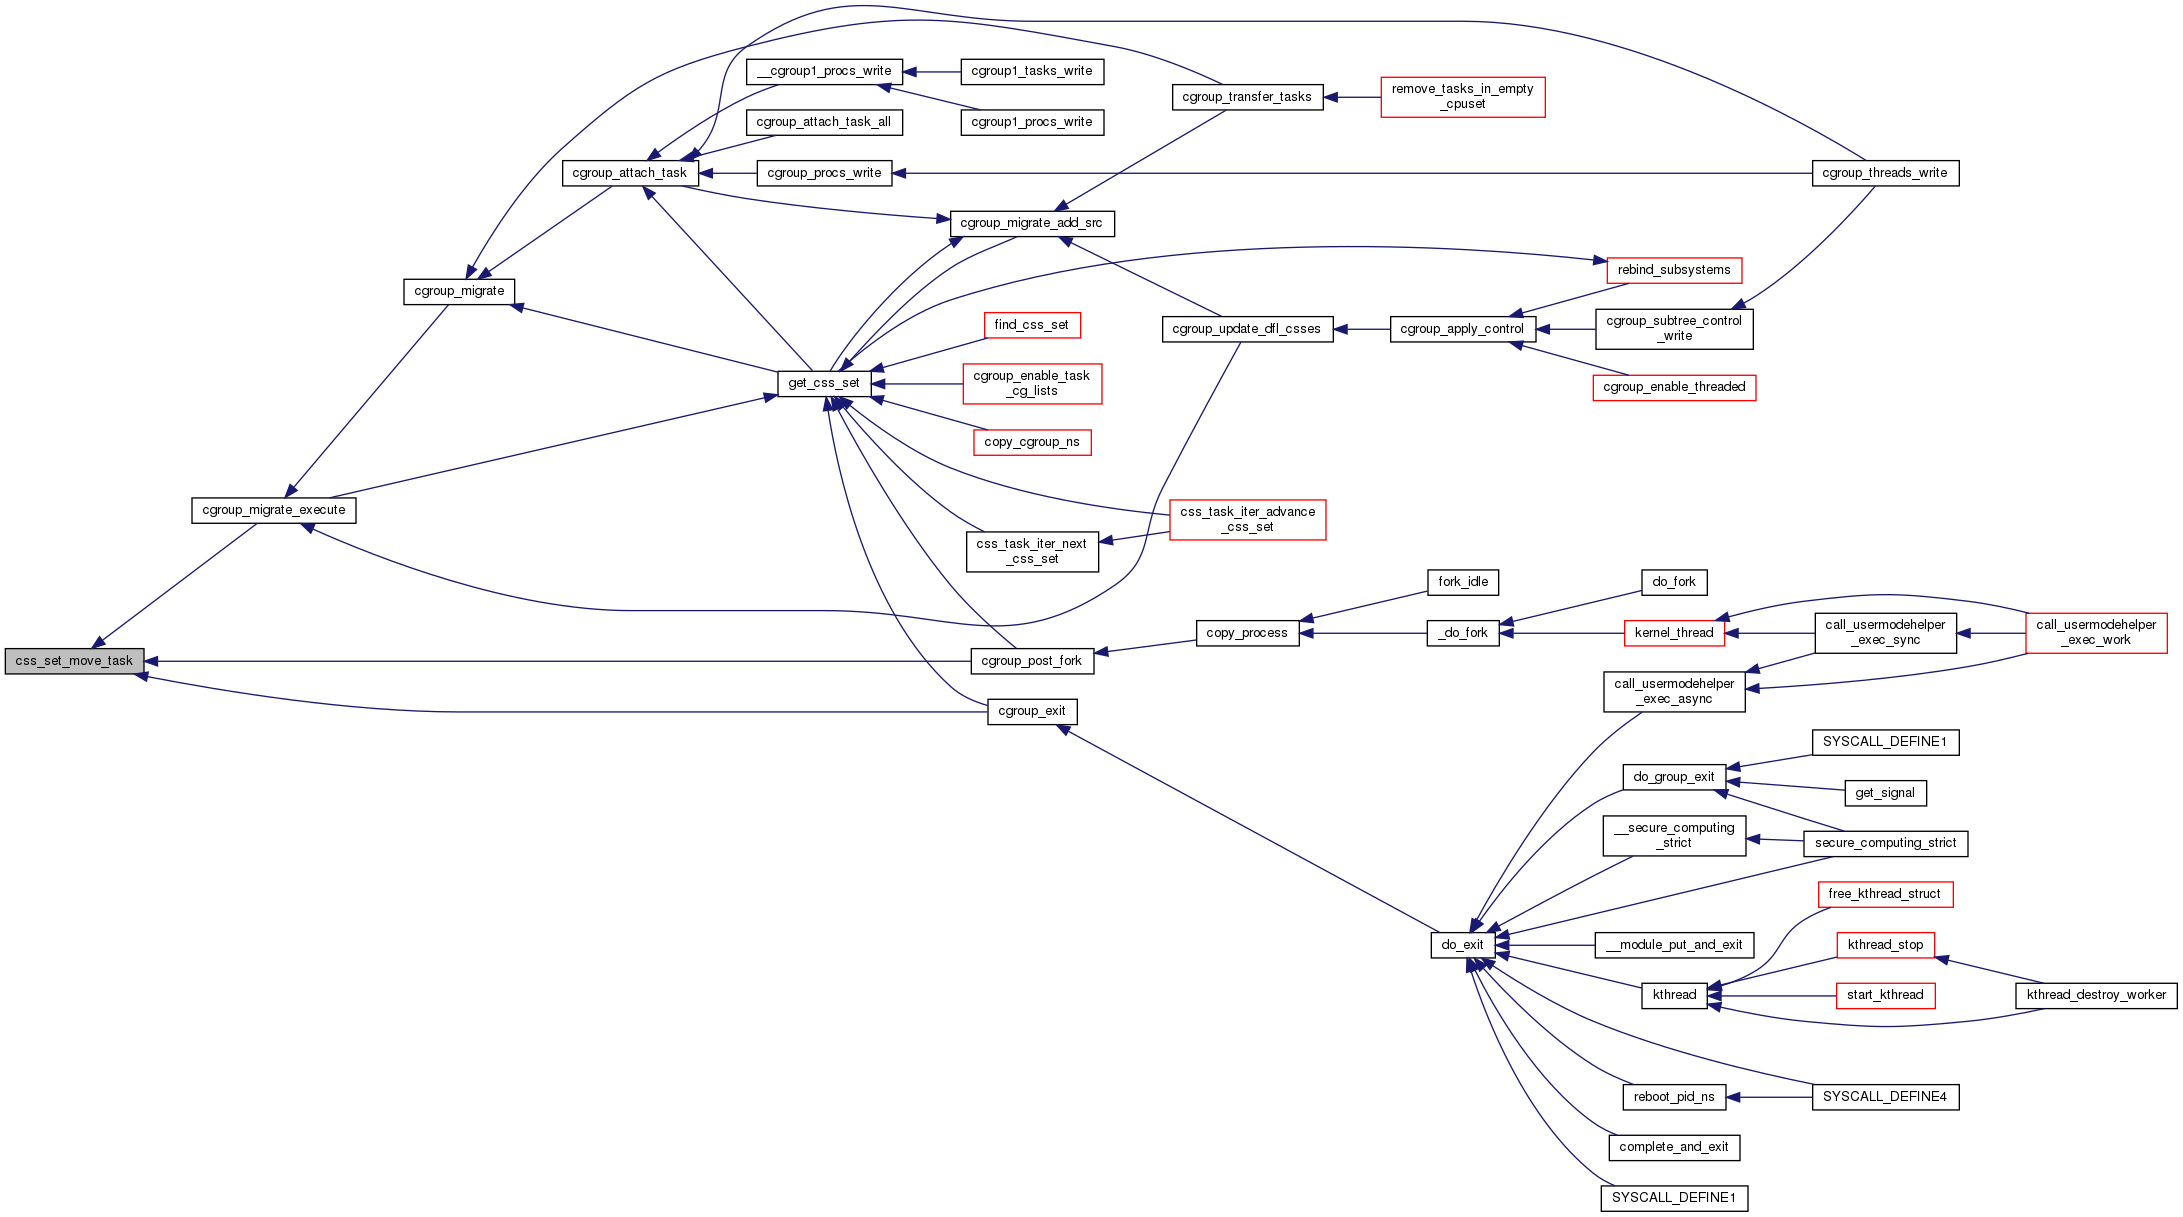 __cgroup1_procs_write
cgroup1_tasks_write
cgroup_transfer_tasks
remove_tasks_in_empty
_cpuset
cgroup_attach_task_all
cgroup1_procs_write
cgroup_attach_task
cgroup_procs_write
cgroup_threads_write
cgroup_migrate_add_src
rebind_subsystems
cgroup_migrate
find_css_set
cgroup_update_dfl_csses
cgroup_apply_control
cgroup_subtree_control
_write
get_css_set
cgroup_enable_task
_cg_lists
cgroup_enable_threaded
copy_cgroup_ns
cgroup_migrate_execute
css_task_iter_advance
_css_set
css_task_iter_next
_css_set
fork_idle
do_fork
copy_process
_do_fork
kernel_thread
call_usermodehelper
_exec_sync
call_usermodehelper
_exec_work
css_set_move_task
cgroup_post_fork
call_usermodehelper
_exec_async
cgroup_exit
SYSCALL_DEFINE1
do_group_exit
get_signal
__secure_computing
_strict
secure_computing_strict
free_kthread_struct
do_exit
__module_put_and_exit
kthread_stop
kthread
start_kthread
kthread_destroy_worker
reboot_pid_ns
SYSCALL_DEFINE4
complete_and_exit
SYSCALL_DEFINE1